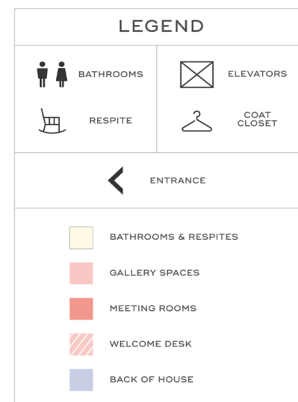 LEGEND
BATHROOMS
ELEVATORS
RESPITE
COAT
CLOSET
ENTRANCE
BATHROOMS & RESPITES
GALLERY SPACES
MEETING ROOMS
WELCOME DESK
BACK OF HOUSE